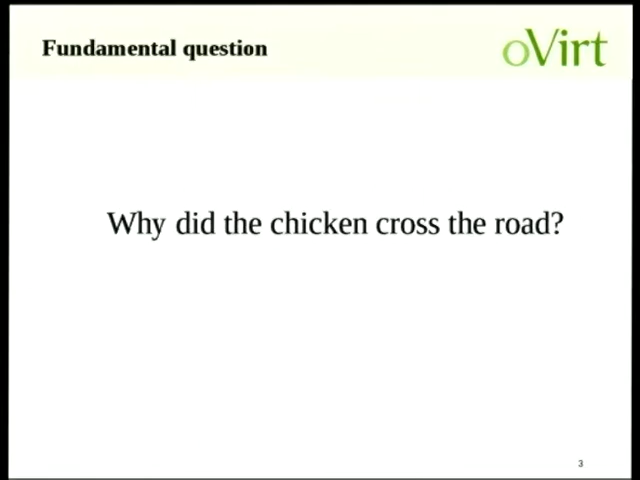 Fundamental question
oVirt
Why did the chicken cross the road?
3